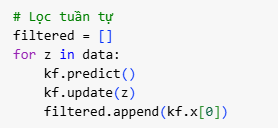 # Lọc tuần tự
filtered = []
for z in data:
    kf.predict()
    kf.update(z)
    filtered.append(kf.x[0])